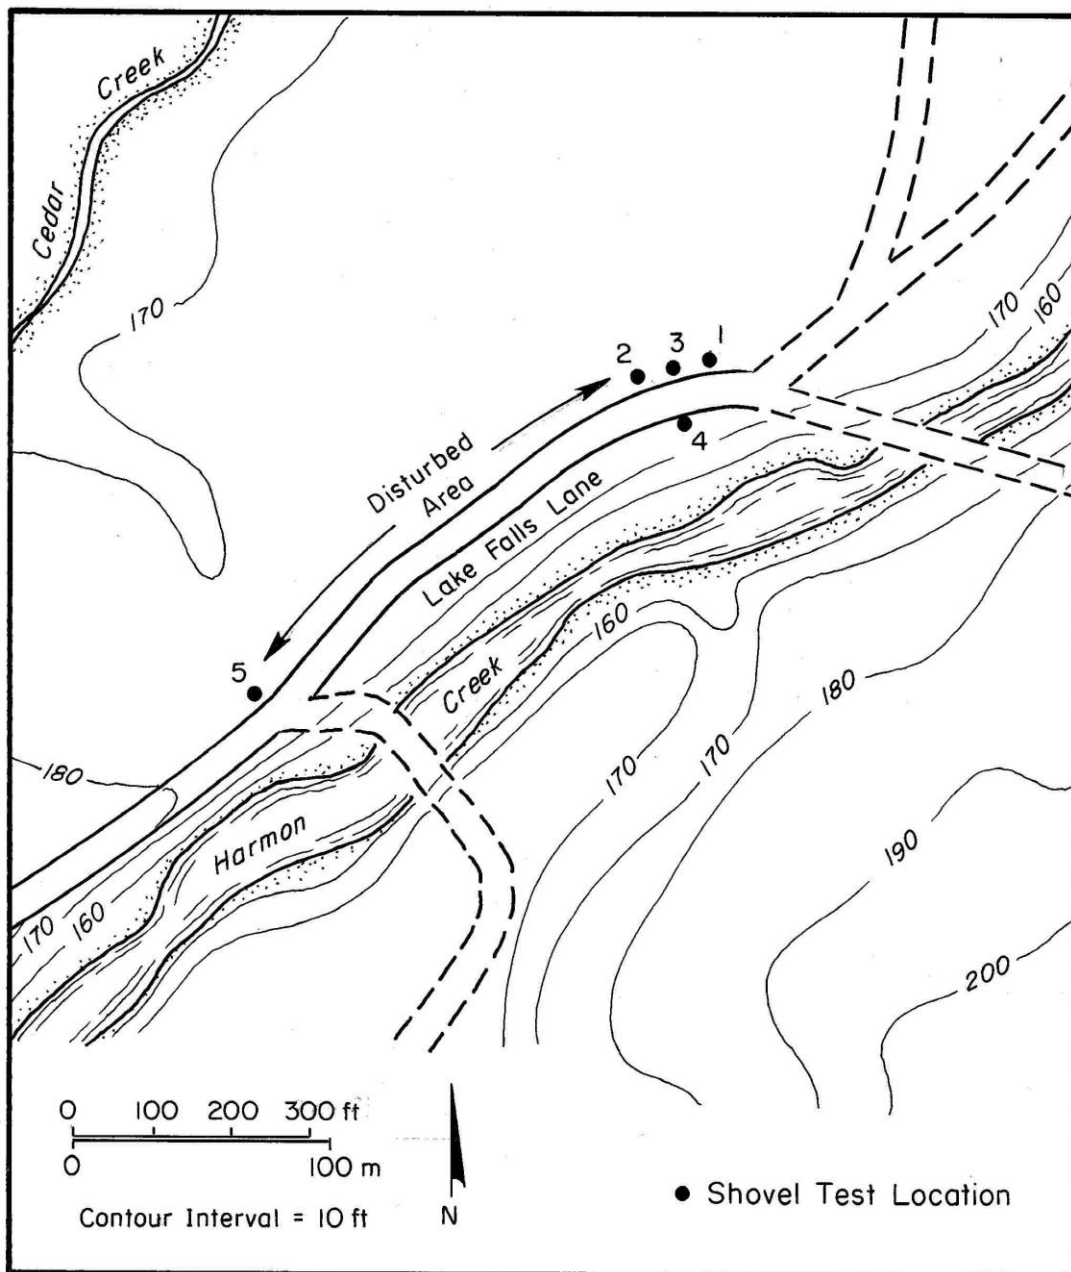 Creek
Cedar
170
170
160
2
3
1
4
Disturbed
Area
Lake Falls Lane
160
Creek
5
180
180
170
170
Harmon
190
170
160
200
0 100 200 300 ft
0 100 m
Contour Interval = 10 ft
N
Shovel Test Location